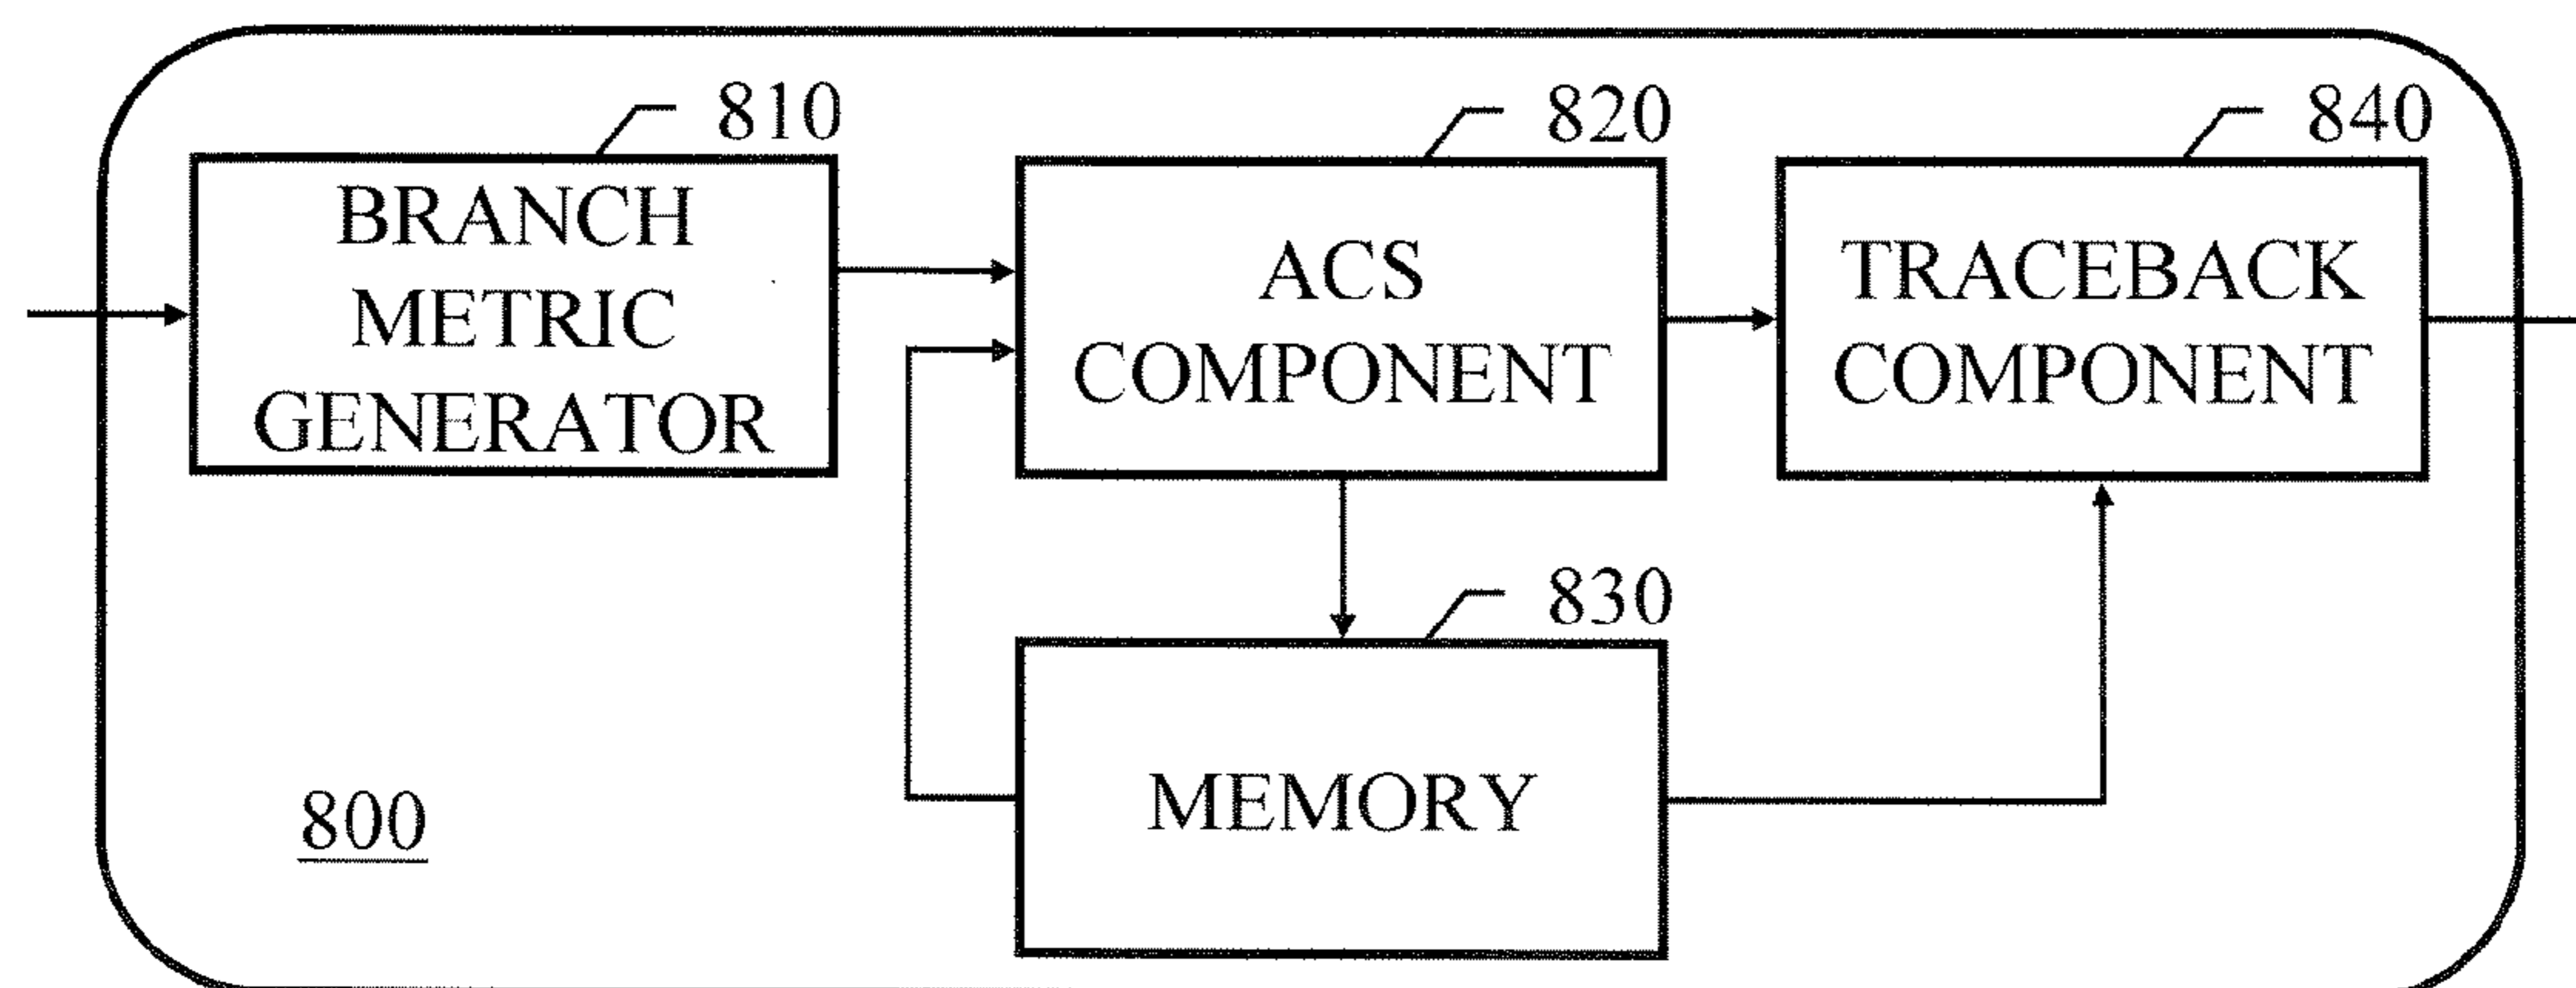 810
BRANCH
METRIC
GENERATOR
820
ACS
COMPONENT
840
TRACEBACK
COMPONENT
830
MEMORY
800